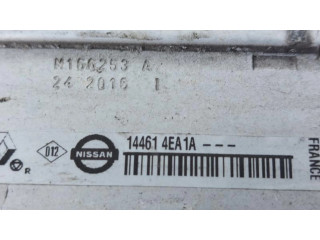 M166253 A
24 2016 I
R D12 NISSAN 14461 4EA1A ---
FRANCE